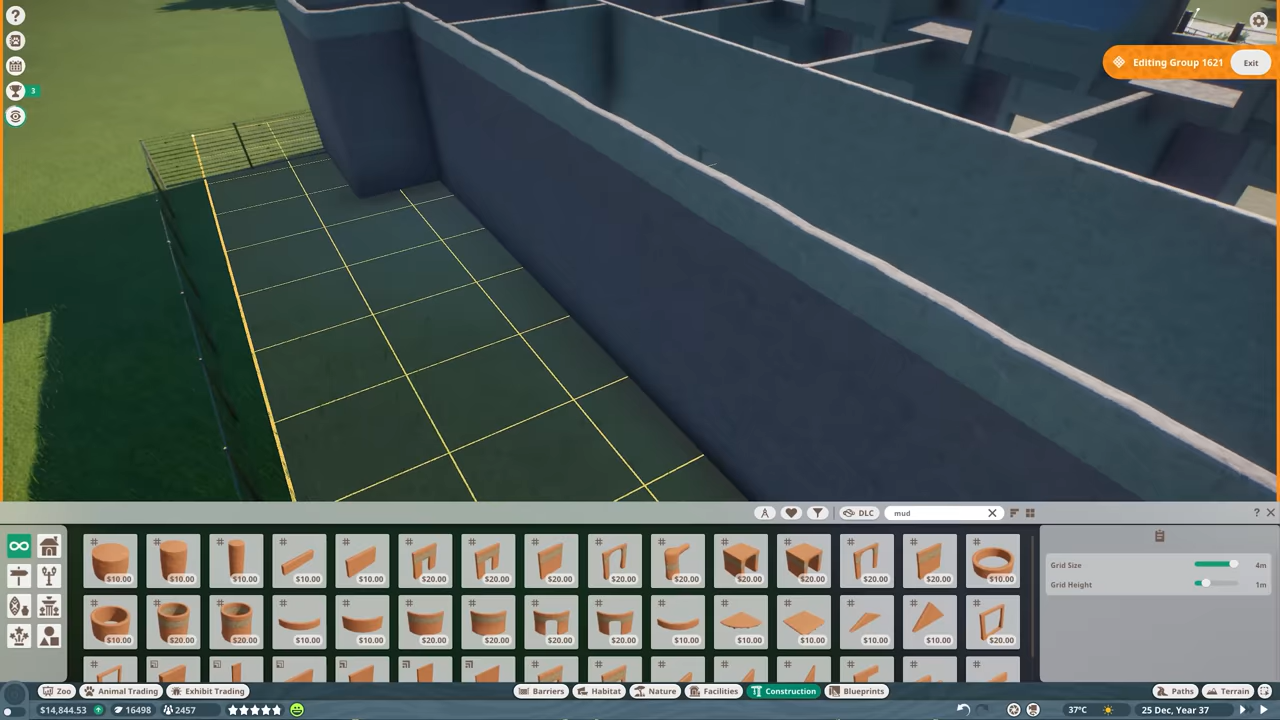 ?
Editing Group 1621 Exit
3
DLC mud ?
$10.00 $10.00 $10.00 $10.00 $10.00 $20.00 $20.00 $20.00 $20.00 $20.00 $20.00 $20.00 $20.00 $20.00 $10.00
Grid Size 4m
Grid Height 1m
$10.00 $10.00 $20.00 $10.00 $10.00 $20.00 $20.00 $20.00 $20.00 $10.00 $10.00 $10.00 $10.00 $10.00 $20.00
Zoo Animal Trading Exhibit Trading Barriers Habitat Nature Facilities Construction Blueprints Paths Terrain
$14,844.53 16498 2457 37°C 25 Dec, Year 37